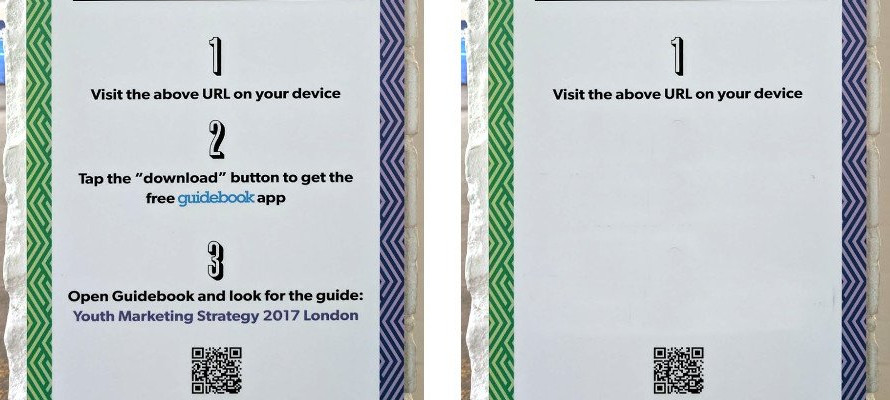 1
Visit the above URL on your device
2
Tap the “download” button to get the
free guidebook app
3
Open Guidebook and look for the guide:
Youth Marketing Strategy 2017 London
1
Visit the above URL on your device